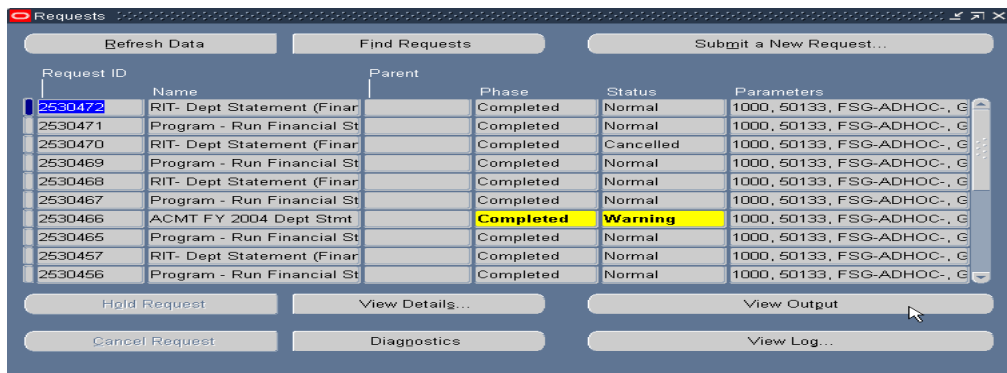 Requests
Refresh Data Find Requests Submit a New Request...
Request ID Parent
Name Phase Status Parameters
2530472 RIT- Dept Statement (Finar Completed Normal 1000, 50133, FSG-ADHOC-, G
2530471 Program - Run Financial St Completed Normal 1000, 50133, FSG-ADHOC-, G
2530470 RIT- Dept Statement (Finar Completed Cancelled 1000, 50133, FSG-ADHOC-, G
2530469 Program - Run Financial St Completed Normal 1000, 50133, FSG-ADHOC-, G
2530468 RIT- Dept Statement (Finar Completed Normal 1000, 50133, FSG-ADHOC-, G
2530467 Program - Run Financial St Completed Normal 1000, 50133, FSG-ADHOC-, G
2530466 ACMT FY 2004 Dept Stmt Completed Warning 1000, 50133, FSG-ADHOC-, G
2530465 Program - Run Financial St Completed Normal 1000, 50133, FSG-ADHOC-, G
2530457 RIT- Dept Statement (Finar Completed Normal 1000, 50133, FSG-ADHOC-, G
2530456 Program - Run Financial St Completed Normal 1000, 50133, FSG-ADHOC-, G
Hold Request View Details... View Output
Cancel Request Diagnostics View Log...